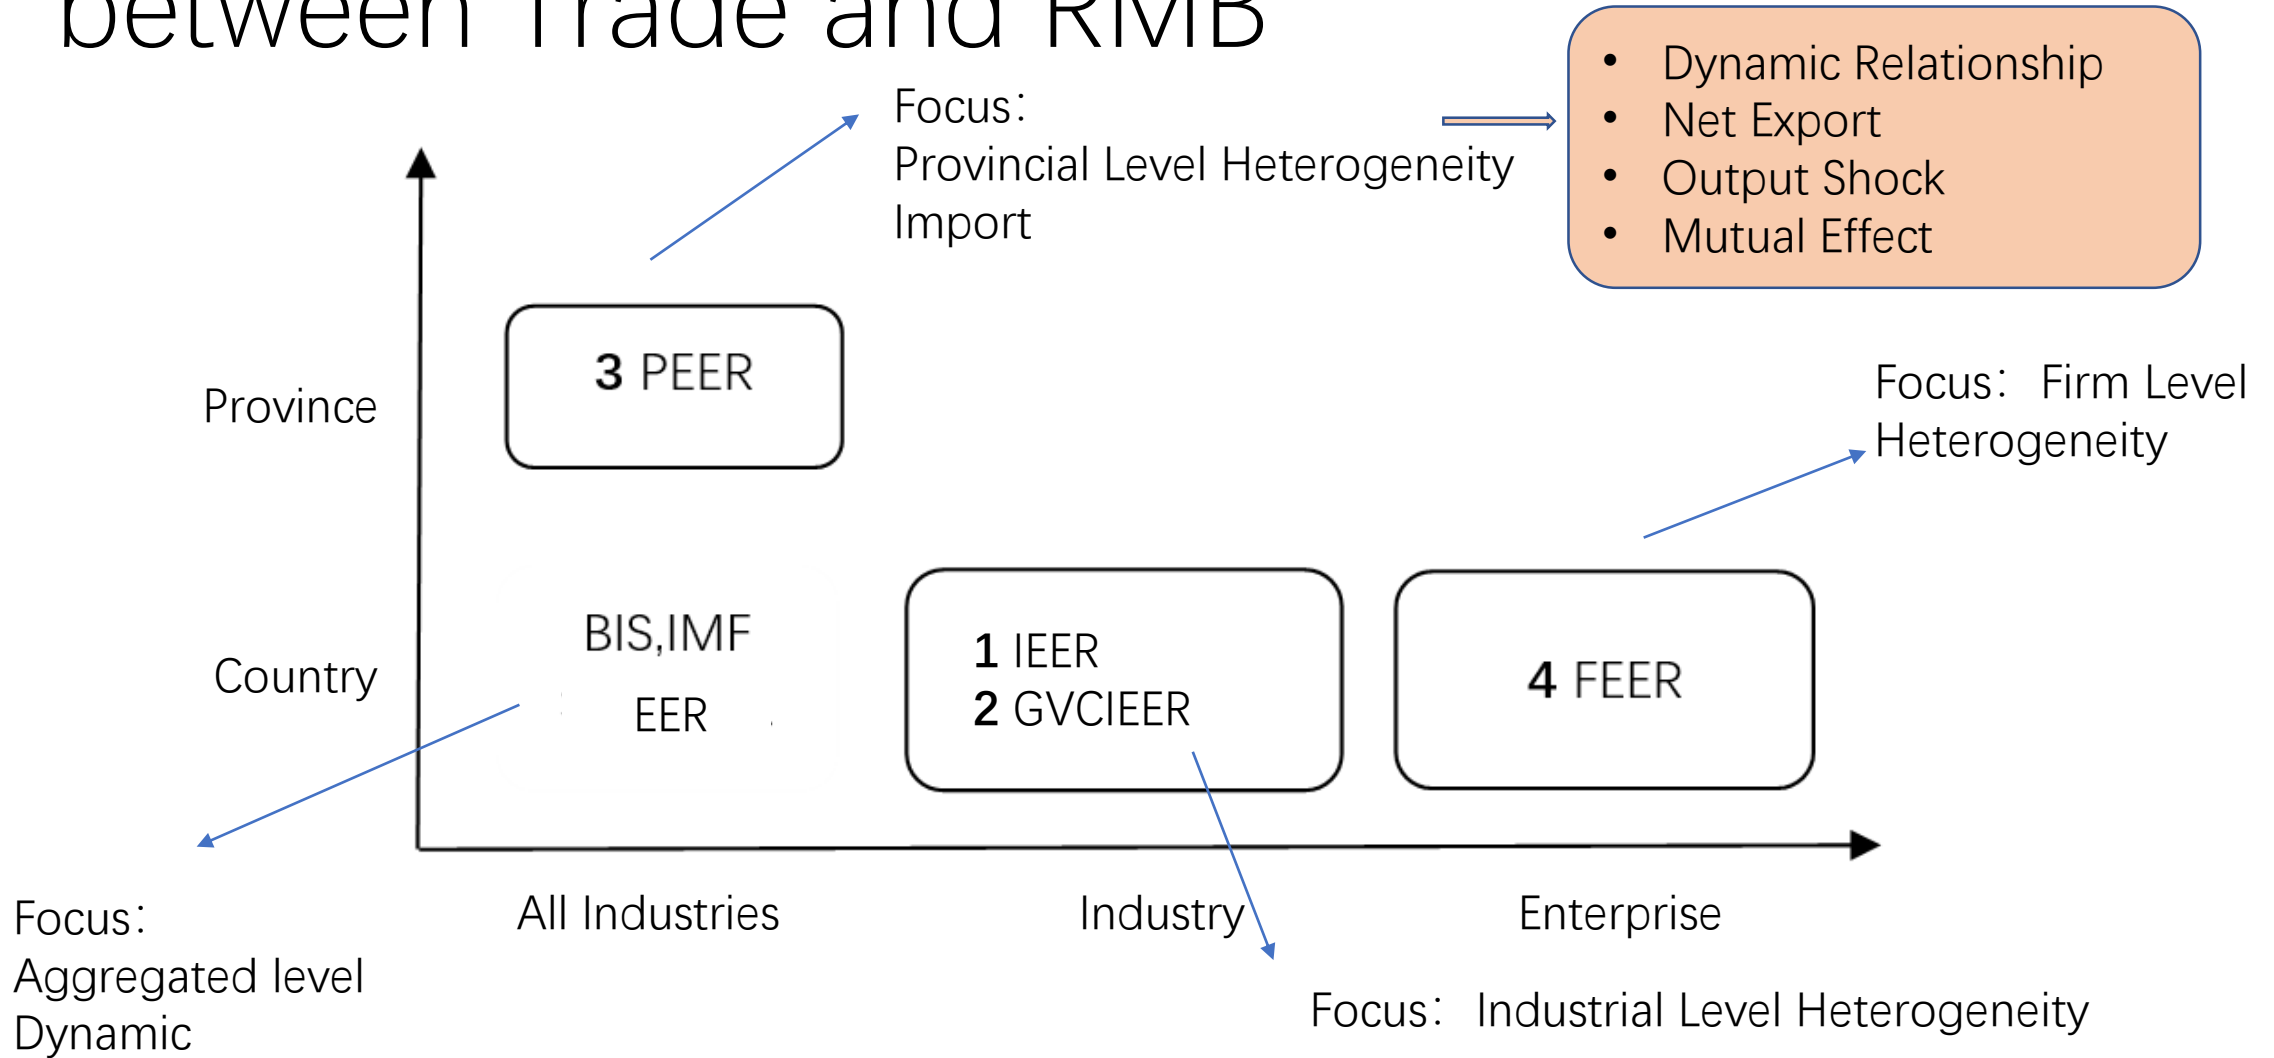 between Trade and RMB
• Dynamic Relationship
• Net Export
• Output Shock
• Mutual Effect
Focus：
Provincial Level Heterogeneity
Import
3 PEER
Province
Focus： Firm Level
Heterogeneity
BIS,IMF
EER
Country
1 IEER
2 GVCIEER
4 FEER
All Industries
Industry
Enterprise
Focus：
Aggregated level
Dynamic
Focus： Industrial Level Heterogeneity